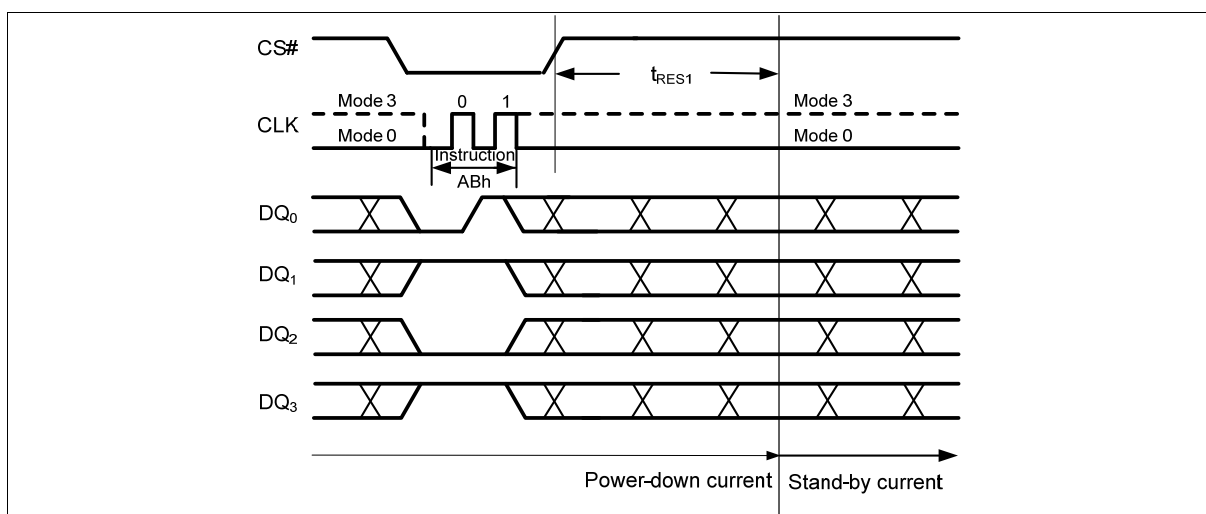 CS#
tRES1
Mode 3 0 1 Mode 3
CLK
Mode 0 Mode 0
Instruction
ABh
DQ0
DQ1
DQ2
DQ3
Power-down current Stand-by current